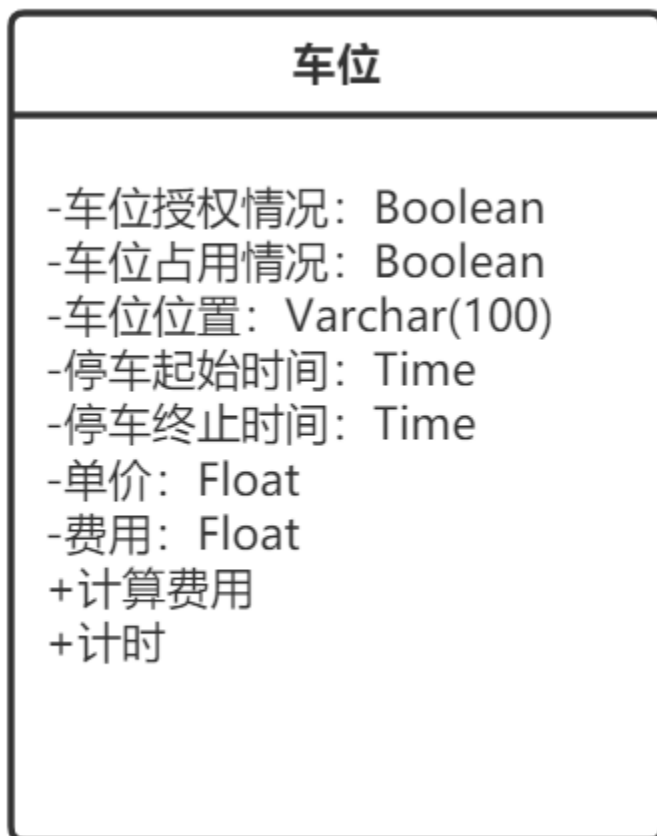 车位
-车位授权情况：Boolean
-车位占用情况：Boolean
-车位位置：Varchar(100)
-停车起始时间：Time
-停车终止时间：Time
-单价：Float
-费用：Float
+计算费用
+计时